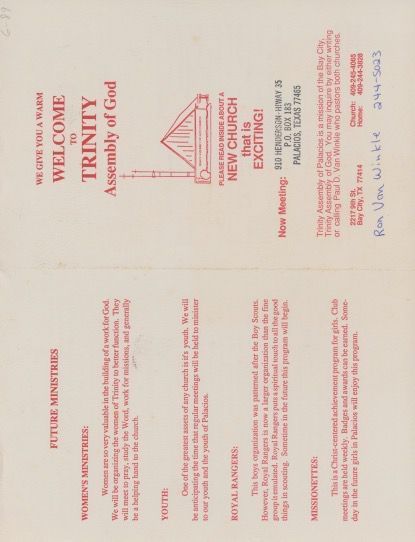 6-89
WE GIVE YOU A WARM
WELCOME
TO
TRINITY
Assembly of God
PLEASE READ INSIDE ABOUT A
NEW CHURCH
that is
EXCITING!
Now Meeting:
910 HENDERSON-HIWAY 35
P.O. BOX 183
PALACIOS, TEXAS 77465
Trinity Assembly of Palacios is a mission of the Bay City,
Trinity Assembly of God. You may inquire by either writing
or calling Paul D. Van Winkle who pastors both churches.
2217 9th St.
Bay City, TX 77414
Church: 409-245-4065
Home: 409-244-3928
Ron Van Winkle 244-5023
FUTURE MINISTRIES
WOMEN'S MINISTRIES:
Women are so very valuable in the building of a work for God.
We will be organizing the women of Trinity to better function. They
will meet to pray, study the Word, work for missions, and generally
be a helping hand to the church.
YOUTH:
One of the greatest assets of any church is it's youth. We will
be anticipating the time that regular meetings will be held to minister
to our youth and the youth of Palacios.
ROYAL RANGERS:
This boys organization was patterned after the Boy Scouts.
However, Royal Rangers is now a larger organization than the fine
group it emulated. Royal Rangers puts a spiritual touch to all the good
things in scouting. Sometime in the future this program will begin.
MISSIONETTES:
This is a Christ-centered achievement program for girls. Club
meetings are held weekly. Badges and awards can be earned. Some-
day in the future girls in Palacios will enjoy this program.